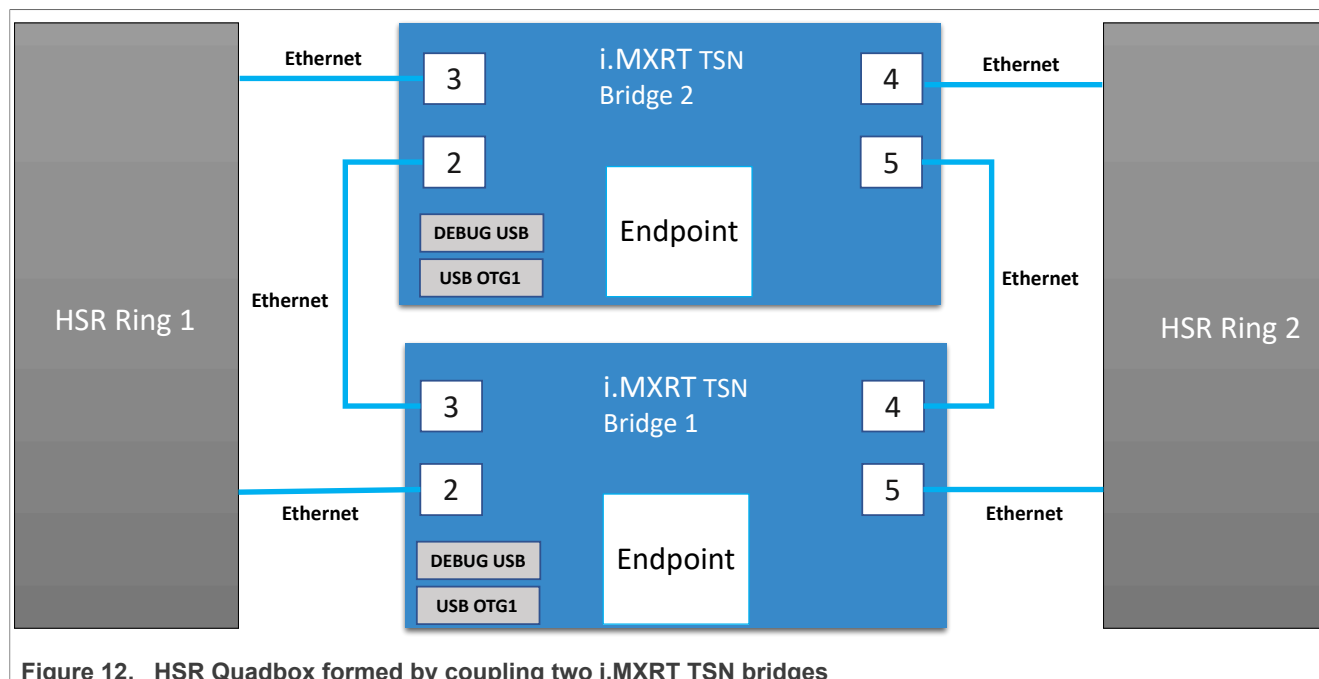 Ethernet
3
i.MXRT TSN
Bridge 2
4
Ethernet
2
5
DEBUG USB
USB OTG1
Endpoint
Ethernet
Ethernet
HSR Ring 1
HSR Ring 2
3
i.MXRT TSN
Bridge 1
4
2
5
Ethernet
Ethernet
DEBUG USB
USB OTG1
Endpoint
Figure 12. HSR Quadbox formed by coupling two i.MXRT TSN bridges